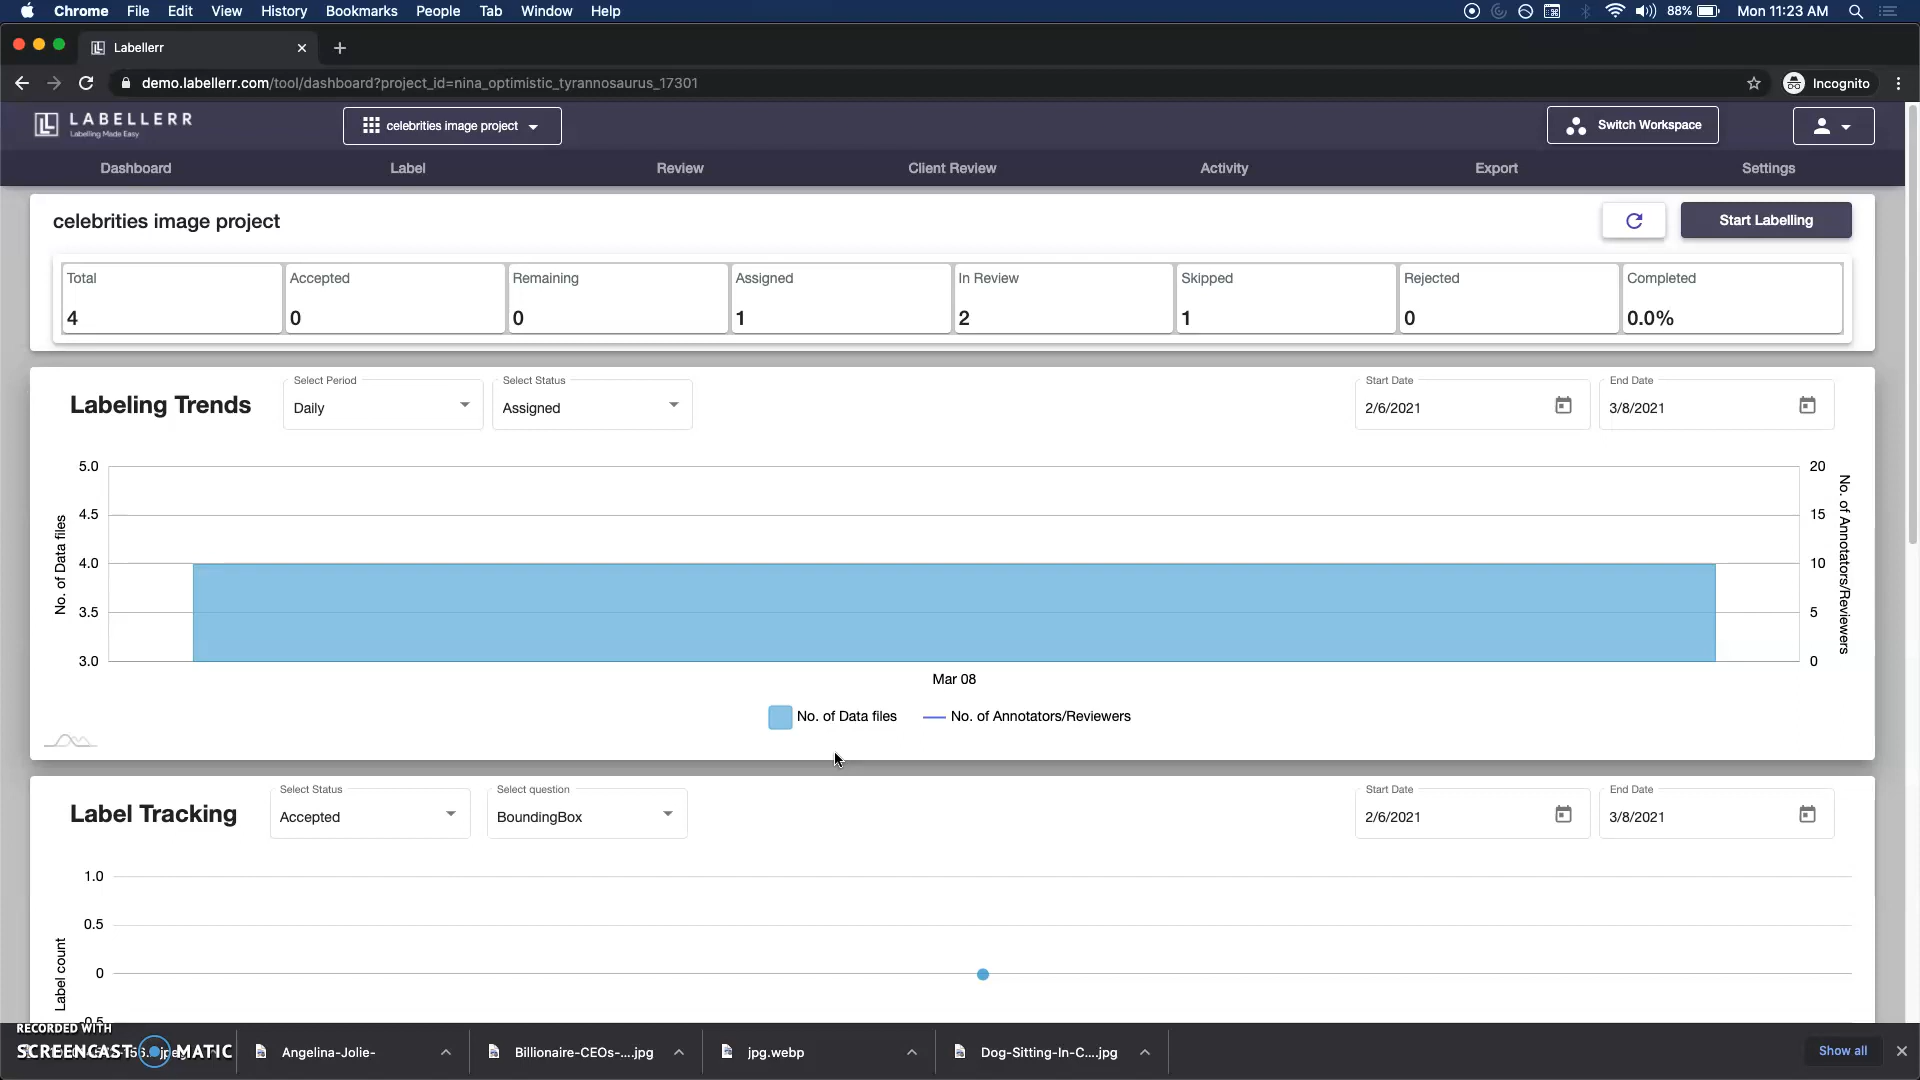 Chrome File Edit View History Bookmarks People Tab Window Help 88% Mon 11:23 AM
Labellerr
demo.labellerr.com/tool/dashboard?project_id=nina_optimistic_tyrannosaurus_17301 Incognito
LABELLERR
Labelling Made Easy
celebrities image project
Switch Workspace
Dashboard Label Review Client Review Activity Export Settings
celebrities image project
Start Labelling
Total Accepted Remaining Assigned In Review Skipped Rejected Completed
4 0 0 1 2 1 0 0.0%
Labeling Trends
Select Period
Daily
Select Status
Assigned
Start Date
2/6/2021
End Date
3/8/2021
No. of Data files
5.0
4.5
4.0
3.5
3.0
20
15
10
5
0
No. of Annotators/Reviewers
Mar 08
No. of Data files No. of Annotators/Reviewers
Label Tracking
Select Status
Accepted
Select question
BoundingBox
Start Date
2/6/2021
End Date
3/8/2021
Label count
1.0
0.5
0
RECORDED WITH
SCREENCAST MATIC
Angelina-Jolie- Billionaire-CEOs-....jpg jpg.webp Dog-Sitting-In-C....jpg Show all